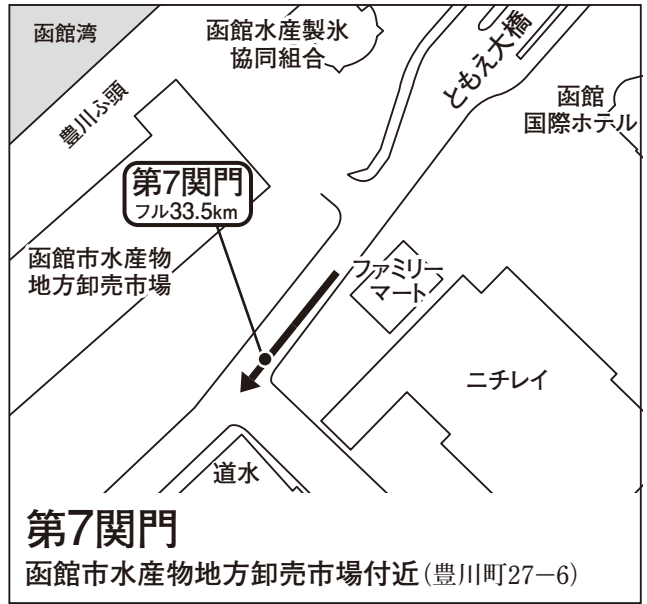 函館湾
函館水産製氷
協同組合
ともえ大橋
函館
国際ホテル
豊川ふ頭
第7関門
フル33.5km
函館市水産物
地方卸売市場
ファミリー
マート
ニチレイ
道水
第7関門
函館市水産物地方卸売市場付近(豊川町27−6)